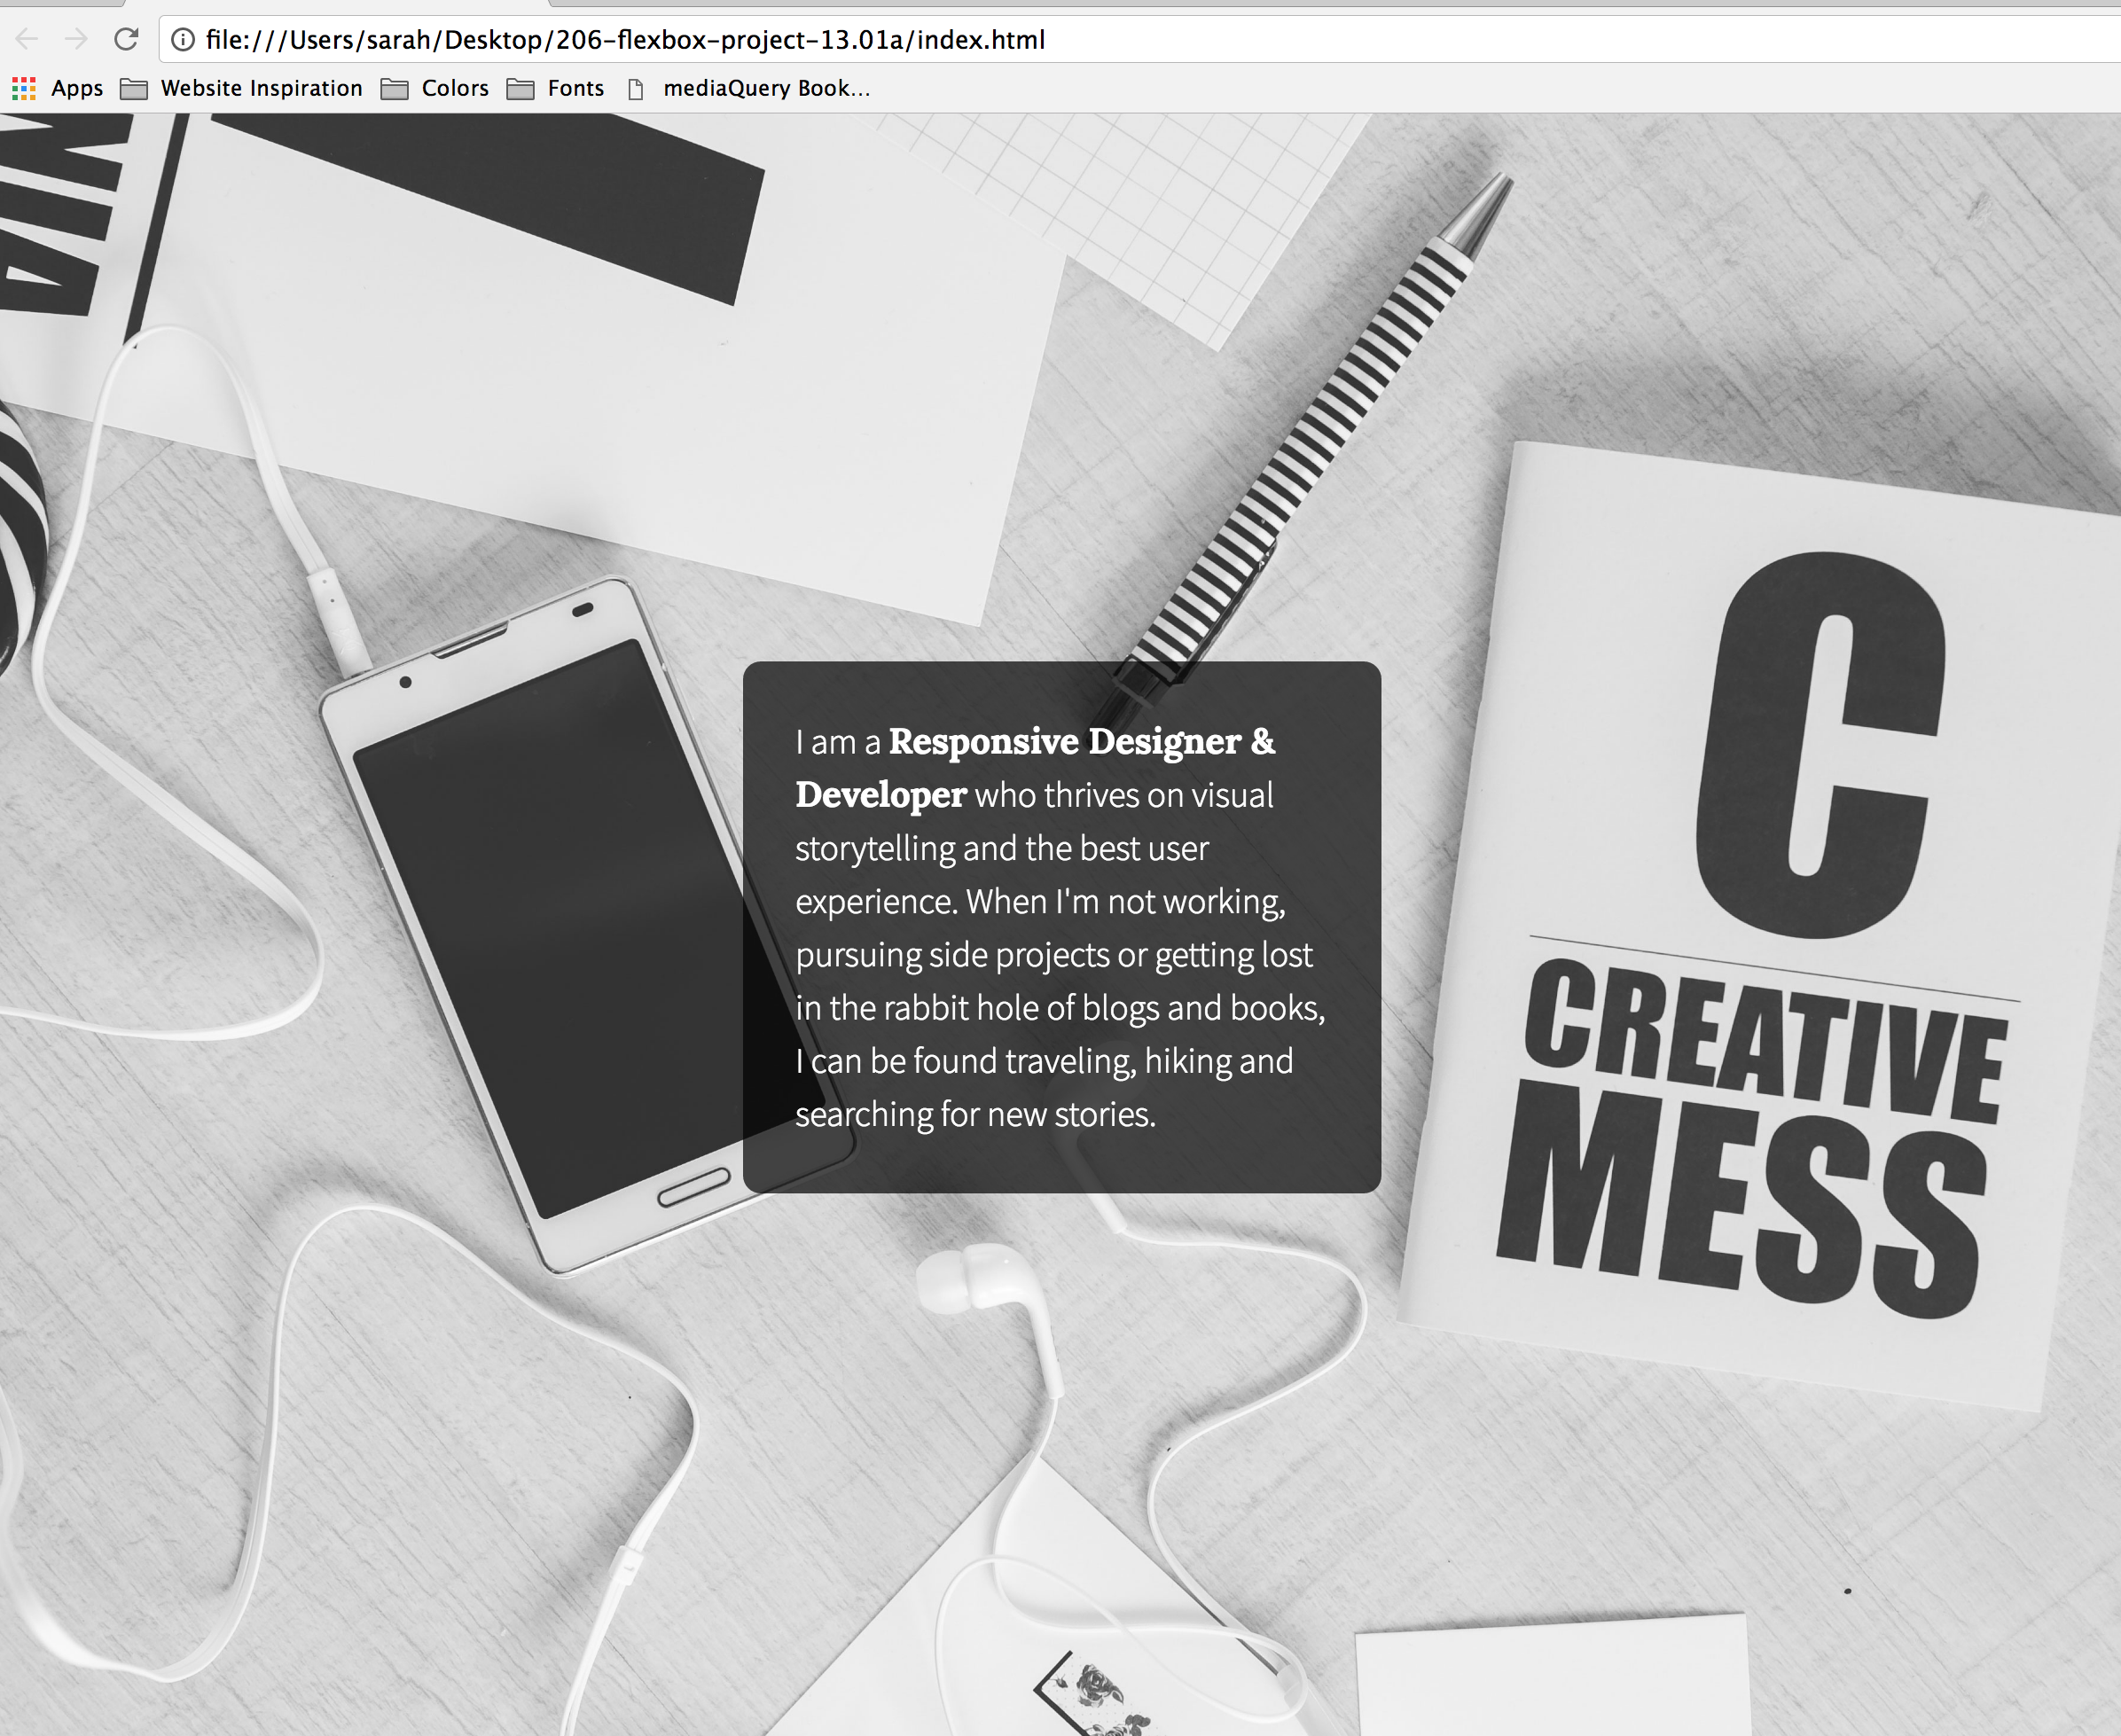 file:///Users/sarah/Desktop/206-flexbox-project-13.01a/index.html
Apps Website Inspiration Colors Fonts mediaQuery Book...
I am a Responsive Designer &
Developer who thrives on visual
storytelling and the best user
experience. When I'm not working,
pursuing side projects or getting lost
in the rabbit hole of blogs and books,
I can be found traveling, hiking and
searching for new stories.
C
CREATIVE
MESS